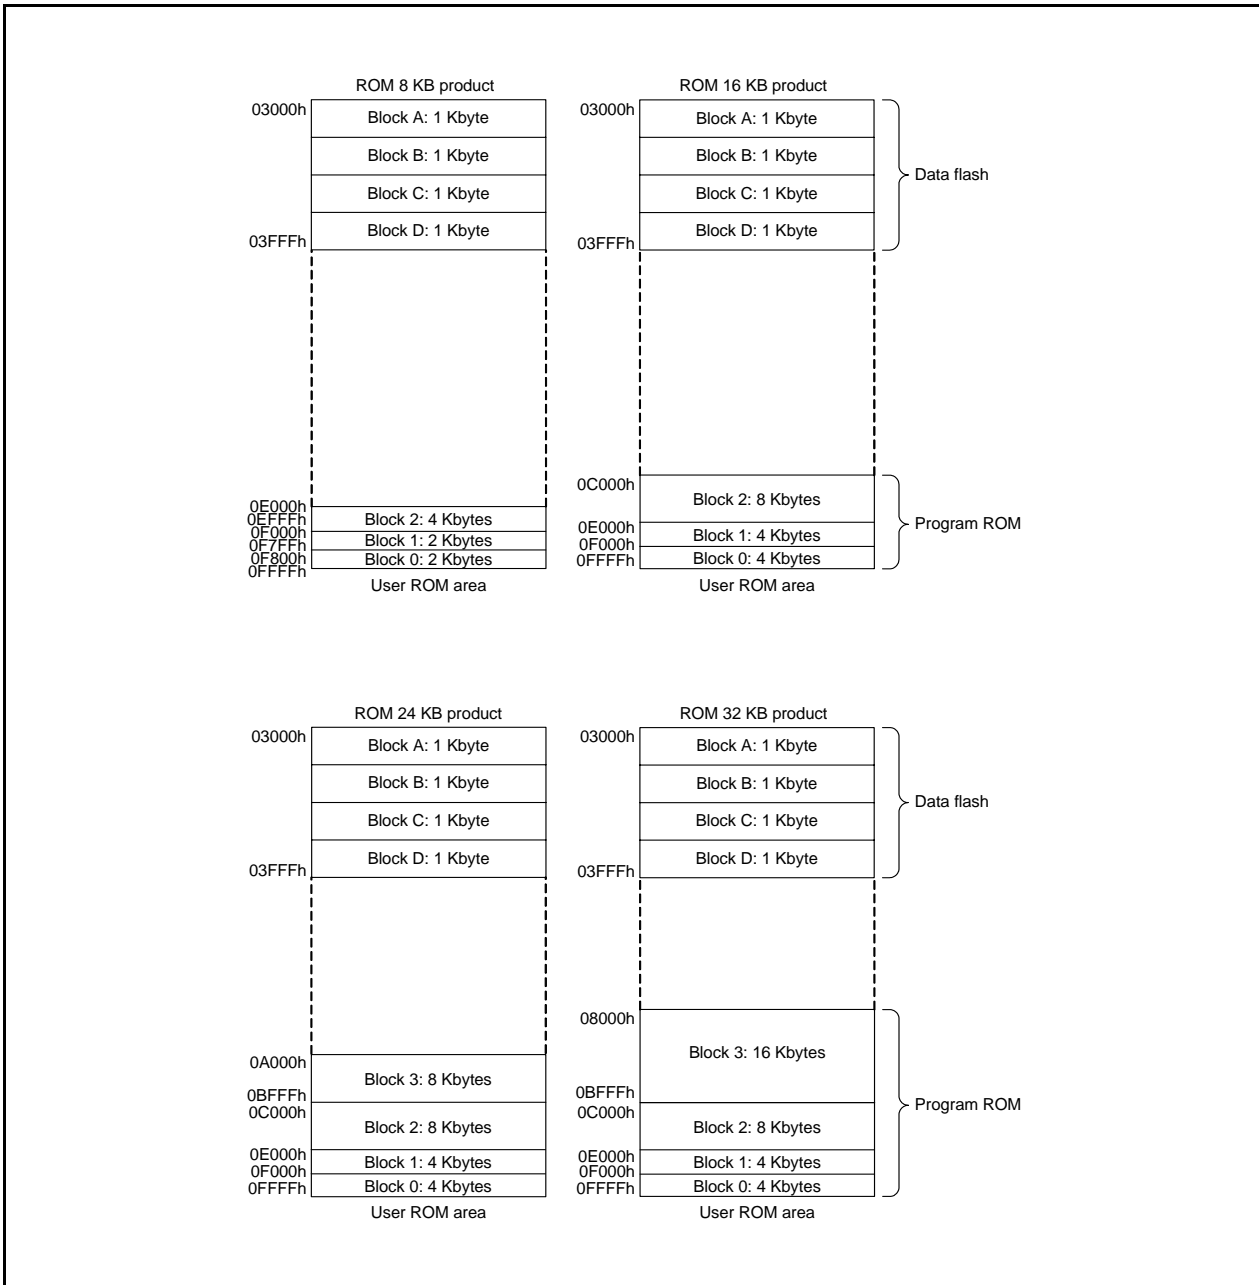 ROM 8 KB product
03000h
Block A: 1 Kbyte
Block B: 1 Kbyte
Block C: 1 Kbyte
Block D: 1 Kbyte
03FFFh
0E000h
0EFFFh
Block 2: 4 Kbytes
0F000h
0F7FFh
Block 1: 2 Kbytes
0F800h
0FFFFh
Block 0: 2 Kbytes
User ROM area
ROM 16 KB product
03000h
Block A: 1 Kbyte
Block B: 1 Kbyte
Block C: 1 Kbyte
Block D: 1 Kbyte
03FFFh
Data flash
0C000h
Block 2: 8 Kbytes
0E000h
Block 1: 4 Kbytes
0F000h
Block 0: 4 Kbytes
0FFFFh
Program ROM
User ROM area
ROM 24 KB product
03000h
Block A: 1 Kbyte
Block B: 1 Kbyte
Block C: 1 Kbyte
Block D: 1 Kbyte
03FFFh
0A000h
Block 3: 8 Kbytes
0BFFFh
0C000h
Block 2: 8 Kbytes
0E000h
Block 1: 4 Kbytes
0F000h
Block 0: 4 Kbytes
0FFFFh
User ROM area
ROM 32 KB product
03000h
Block A: 1 Kbyte
Block B: 1 Kbyte
Block C: 1 Kbyte
Block D: 1 Kbyte
03FFFh
Data flash
08000h
Block 3: 16 Kbytes
0BFFFh
0C000h
Block 2: 8 Kbytes
0E000h
Block 1: 4 Kbytes
0F000h
Block 0: 4 Kbytes
0FFFFh
Program ROM
User ROM area